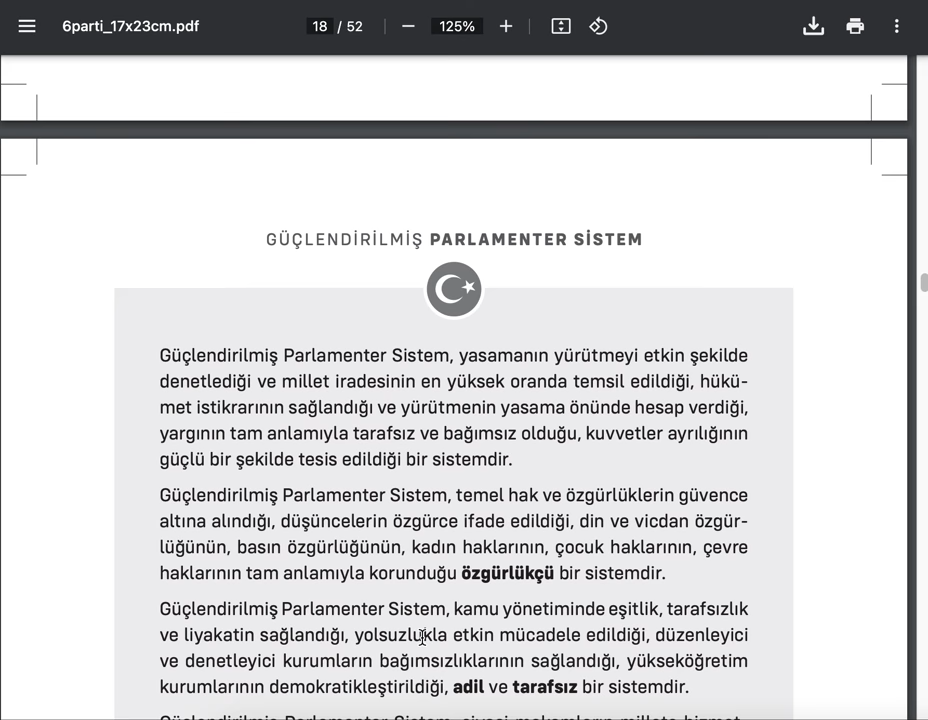 6parti_17x23cm.pdf
18 / 52
125%
GÜÇLENDİRİLMİŞ PARLAMENTER SİSTEM
Güçlendirilmiş Parlamenter Sistem, yasamanın yürütmeyi etkin şekilde
denetlediği ve millet iradesinin en yüksek oranda temsil edildiği, hükü-
met istikrarının sağlandığı ve yürütmenin yasama önünde hesap verdiği,
yargının tam anlamıyla tarafsız ve bağımsız olduğu, kuvvetler ayrılığının
güçlü bir şekilde tesis edildiği bir sistemdir.
Güçlendirilmiş Parlamenter Sistem, temel hak ve özgürlüklerin güvence
altına alındığı, düşüncelerin özgürce ifade edildiği, din ve vicdan özgür-
lüğünün, basın özgürlüğünün, kadın haklarının, çocuk haklarının, çevre
haklarının tam anlamıyla korunduğu özgürlükçü bir sistemdir.
Güçlendirilmiş Parlamenter Sistem, kamu yönetiminde eşitlik, tarafsızlık
ve liyakatin sağlandığı, yolsuzlukla etkin mücadele edildiği, düzenleyici
ve denetleyici kurumların bağımsızlıklarının sağlandığı, yükseköğretim
kurumlarının demokratikleştirildiği, adil ve tarafsız bir sistemdir.